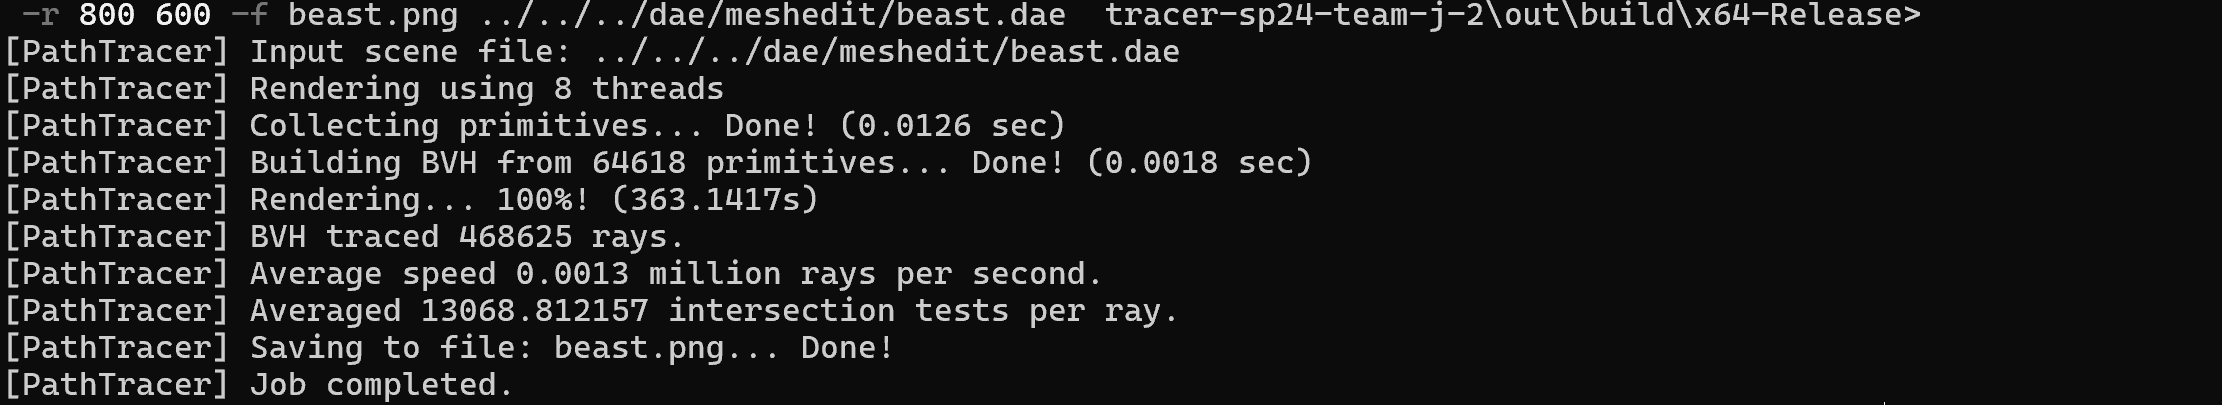 -r 800 600 -f beast.png ../../../dae/meshedit/beast.dae  tracer-sp24-team-j-2\out\build\x64-Release>
[PathTracer] Input scene file: ../../../dae/meshedit/beast.dae
[PathTracer] Rendering using 8 threads
[PathTracer] Collecting primitives... Done! (0.0126 sec)
[PathTracer] Building BVH from 64618 primitives... Done! (0.0018 sec)
[PathTracer] Rendering... 100%! (363.1417s)
[PathTracer] BVH traced 468625 rays.
[PathTracer] Average speed 0.0013 million rays per second.
[PathTracer] Averaged 13068.812157 intersection tests per ray.
[PathTracer] Saving to file: beast.png... Done!
[PathTracer] Job completed.